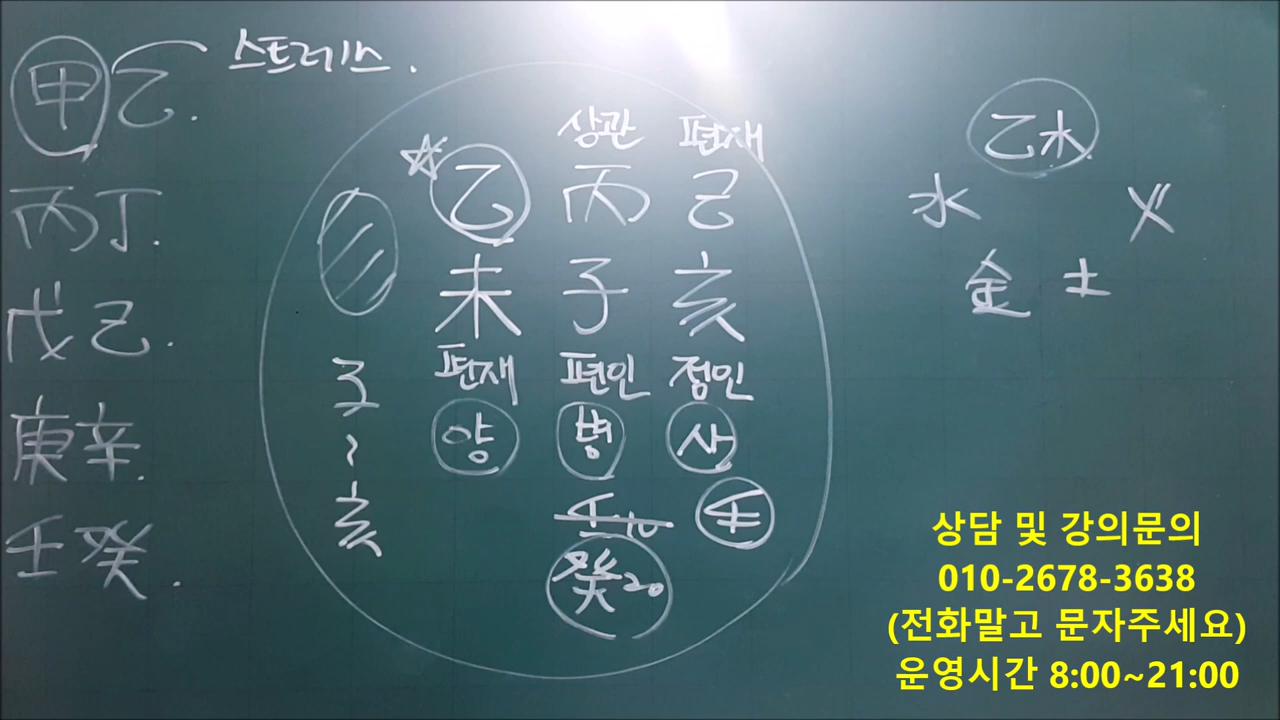 甲乙.
丙丁.
戊己.
庚辛.
壬癸.
스트레스.
상관 편재
☆ 乙 丙 己
未 子 亥
편재 편인 정인
양 병 사
壬 10 壬
癸 20
子
~
亥
乙木.
水 火
金 土
상담 및 강의문의
010-2678-3638
(전화말고 문자주세요)
운영시간 8:00~21:00